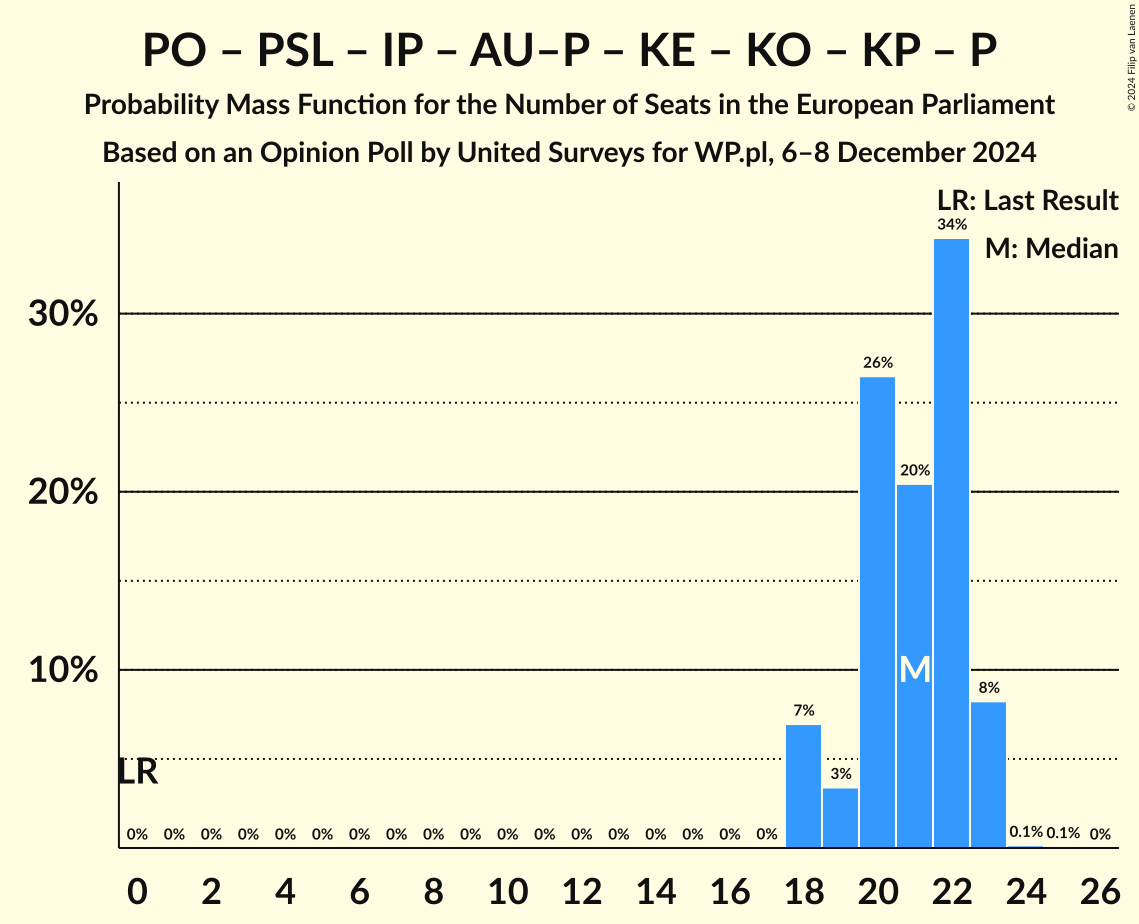 PO – PSL – IP – AU–P – KE – KO – KP – P
Probability Mass Function for the Number of Seats in the European Parliament
Based on an Opinion Poll by United Surveys for WP.pl, 6–8 December 2024
© 2024 Filip van Laenen
LR: Last Result
M: Median
34%
30%
26%
20%
20%
10%
M
8%
7%
LR
3%
0% 0% 0% 0% 0% 0% 0% 0% 0% 0% 0% 0% 0% 0% 0% 0% 0% 0% 0.1% 0.1% 0%
0 2 4 6 8 10 12 14 16 18 20 22 24 26